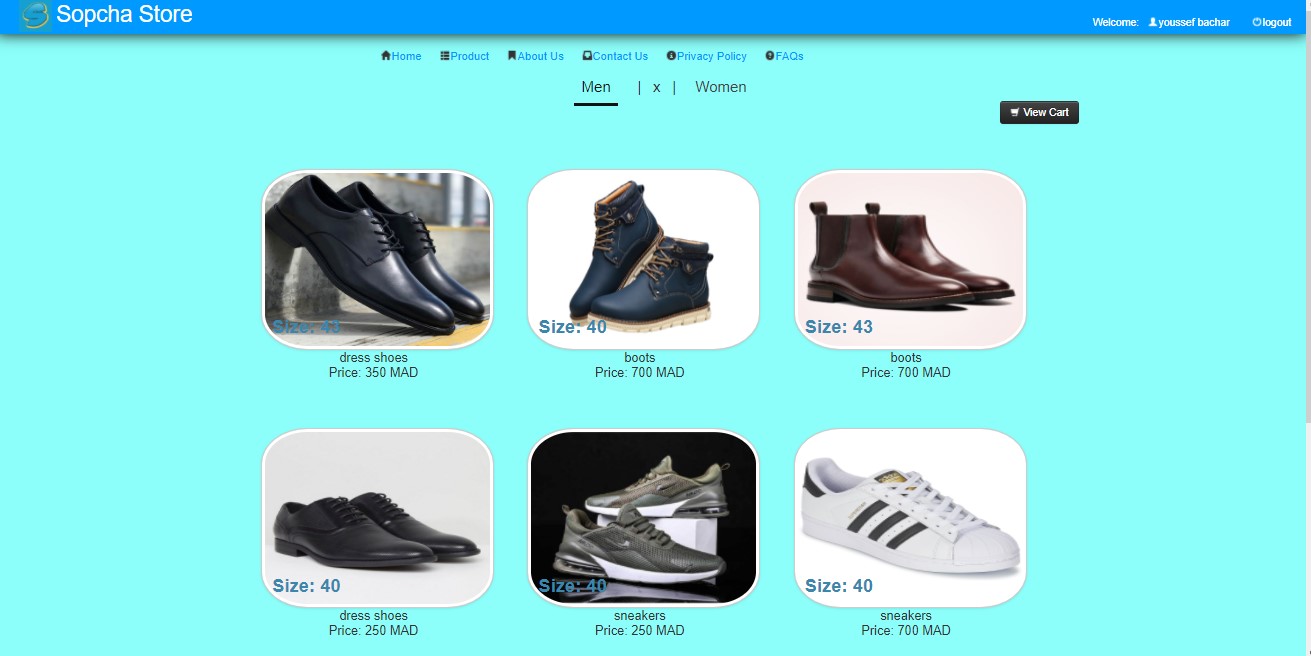 Sopcha Store
Welcome: youssef bachar logout
Home Product About Us Contact Us Privacy Policy FAQs
Men | x | Women
View Cart
Size: 43 Size: 40 Size: 43
dress shoes boots boots
Price: 350 MAD Price: 700 MAD Price: 700 MAD
Size: 40 Size: 40 Size: 40
dress shoes sneakers sneakers
Price: 250 MAD Price: 250 MAD Price: 700 MAD